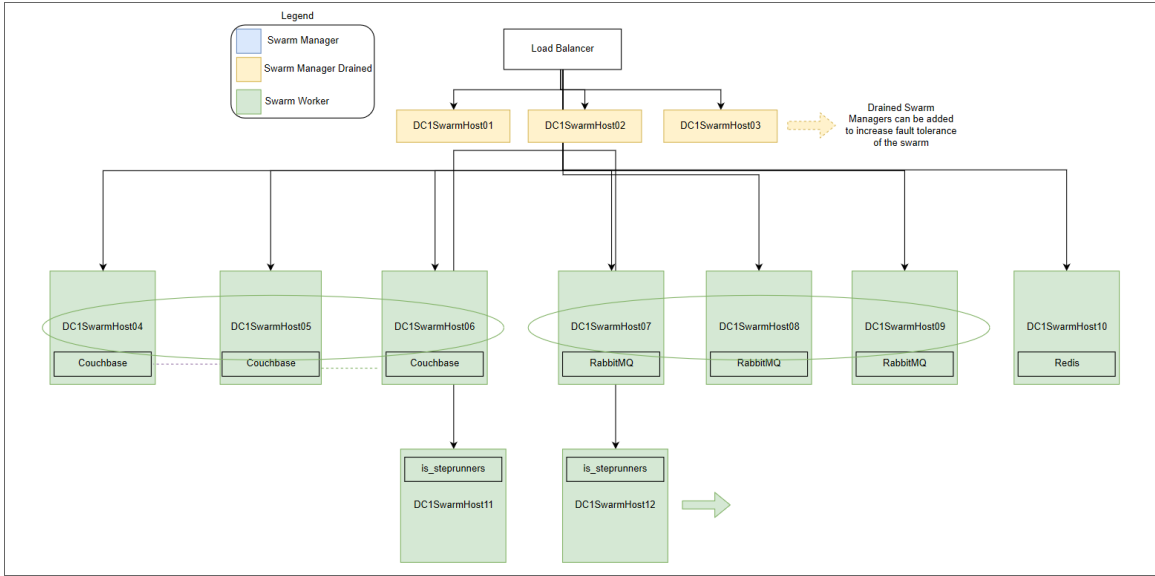 Legend
Swarm Manager
Swarm Manager Drained
Swarm Worker
Load Balancer
DC1SwarmHost01
DC1SwarmHost02
DC1SwarmHost03
Drained Swarm
Managers can be added
to increase fault tolerance
of the swarm
DC1SwarmHost04
DC1SwarmHost05
DC1SwarmHost06
DC1SwarmHost07
DC1SwarmHost08
DC1SwarmHost09
DC1SwarmHost10
Couchbase
Couchbase
Couchbase
RabbitMQ
RabbitMQ
RabbitMQ
Redis
is_steprunners
is_steprunners
DC1SwarmHost11
DC1SwarmHost12